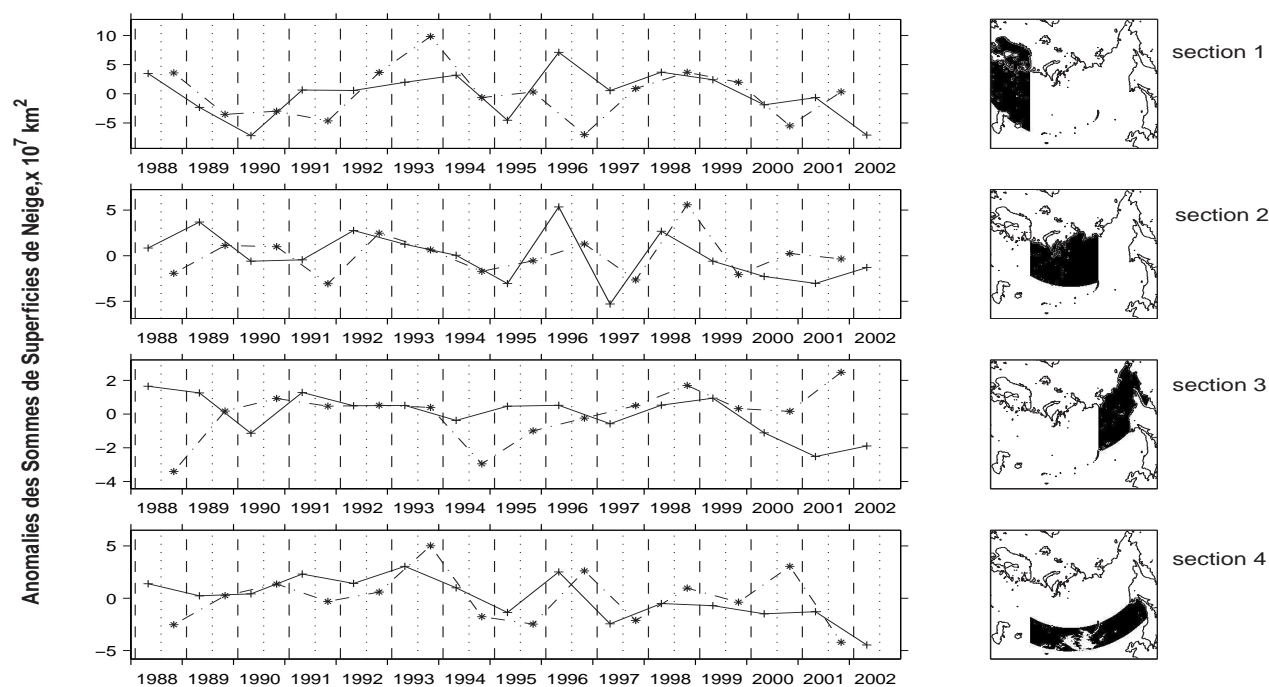 Anomalies des Sommes de Superficies de Neige,x 10⁷ km²
10
5
0
−5
1988 1989 1990 1991 1992 1993 1994 1995 1996 1997 1998 1999 2000 2001 2002
section 1
5
0
−5
1988 1989 1990 1991 1992 1993 1994 1995 1996 1997 1998 1999 2000 2001 2002
section 2
2
0
−2
−4
1988 1989 1990 1991 1992 1993 1994 1995 1996 1997 1998 1999 2000 2001 2002
section 3
5
0
−5
1988 1989 1990 1991 1992 1993 1994 1995 1996 1997 1998 1999 2000 2001 2002
section 4